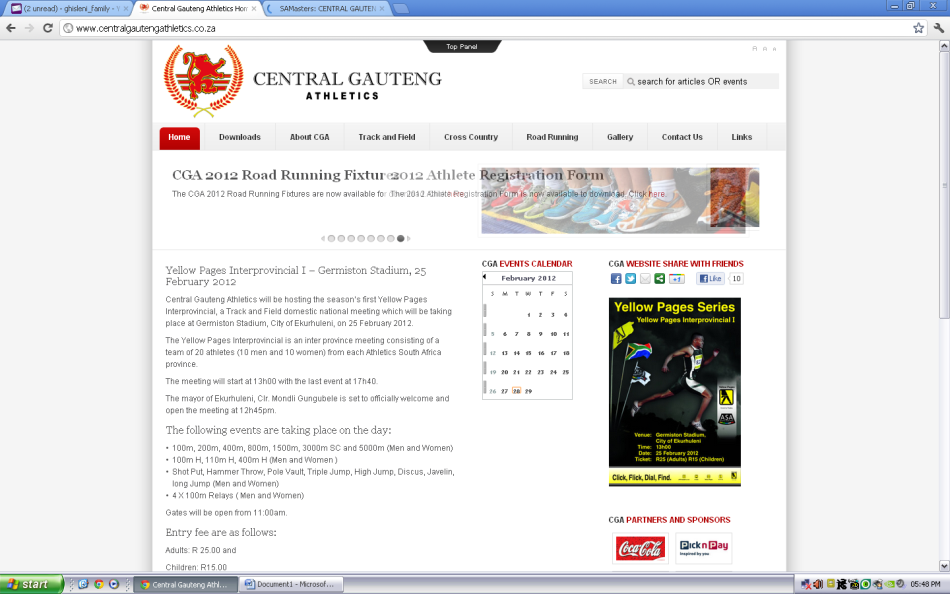 (2 unread) - ghisleni_family -
Central Gauteng Athletics Hom
SAMasters: CENTRAL GAUTEN
www.centralgautengathletics.co.za
Top Panel
A A A
CENTRAL GAUTENG
ATHLETICS
SEARCH
search for articles OR events
Home
Downloads
About CGA
Track and Field
Cross Country
Road Running
Gallery
Contact Us
Links
CGA 2012 Road Running Fixture
2012 Athlete Registration Form
The CGA 2012 Road Running Fixtures are now available for
The 2012 Athlete Registration Form is now available to download. Click here.
Yellow Pages Interprovincial I – Germiston Stadium, 25
February 2012
Central Gauteng Athletics will be hosting the season's first Yellow Pages
Interprovincial, a Track and Field domestic national meeting which will be taking
place at Germiston Stadium, City of Ekurhuleni, on 25 February 2012.
The Yellow Pages Interprovincial is an inter province meeting consisting of a
team of 20 athletes (10 men and 10 women) from each Athletics South Africa
province.
The meeting will start at 13h00 with the last event at 17h40.
The mayor of Ekurhuleni, Clr. Mondli Gungubele is set to officially welcome and
open the meeting at 12h45pm.
The following events are taking place on the day:
• 100m, 200m, 400m, 800m, 1500m, 3000m SC and 5000m (Men and Women)
• 100m H, 110m H, 400m H (Men and Women )
• Shot Put, Hammer Throw, Pole Vault, Triple Jump, High Jump, Discus, Javelin,
long Jump (Men and Women)
• 4 X 100m Relays ( Men and Women)
Gates will be open from 11:00am.
Entry fee are as follows:
Adults: R 25.00 and
Children: R15.00
CGA EVENTS CALENDAR
February 2012
S M T W T F S
1 2 3 4
5 6 7 8 9 10 11
12 13 14 15 16 17 18
19 20 21 22 23 24 25
26 27 28 29
CGA WEBSITE SHARE WITH FRIENDS
+1
Like
10
Yellow Pages Series
Yellow Pages Interprovincial I
ASA
Venue: Germiston Stadium,
City of Ekurhuleni
Time: 13h00
Date: 25 February 2012
Ticket: R25 (Adults) R15 (Children)
Click, Flick, Dial, Find.
CGA PARTNERS AND SPONSORS
Coca-Cola
Pick n Pay
Inspired by you
start
Central Gauteng Athl...
Document1 - Microsof...
05:48 PM